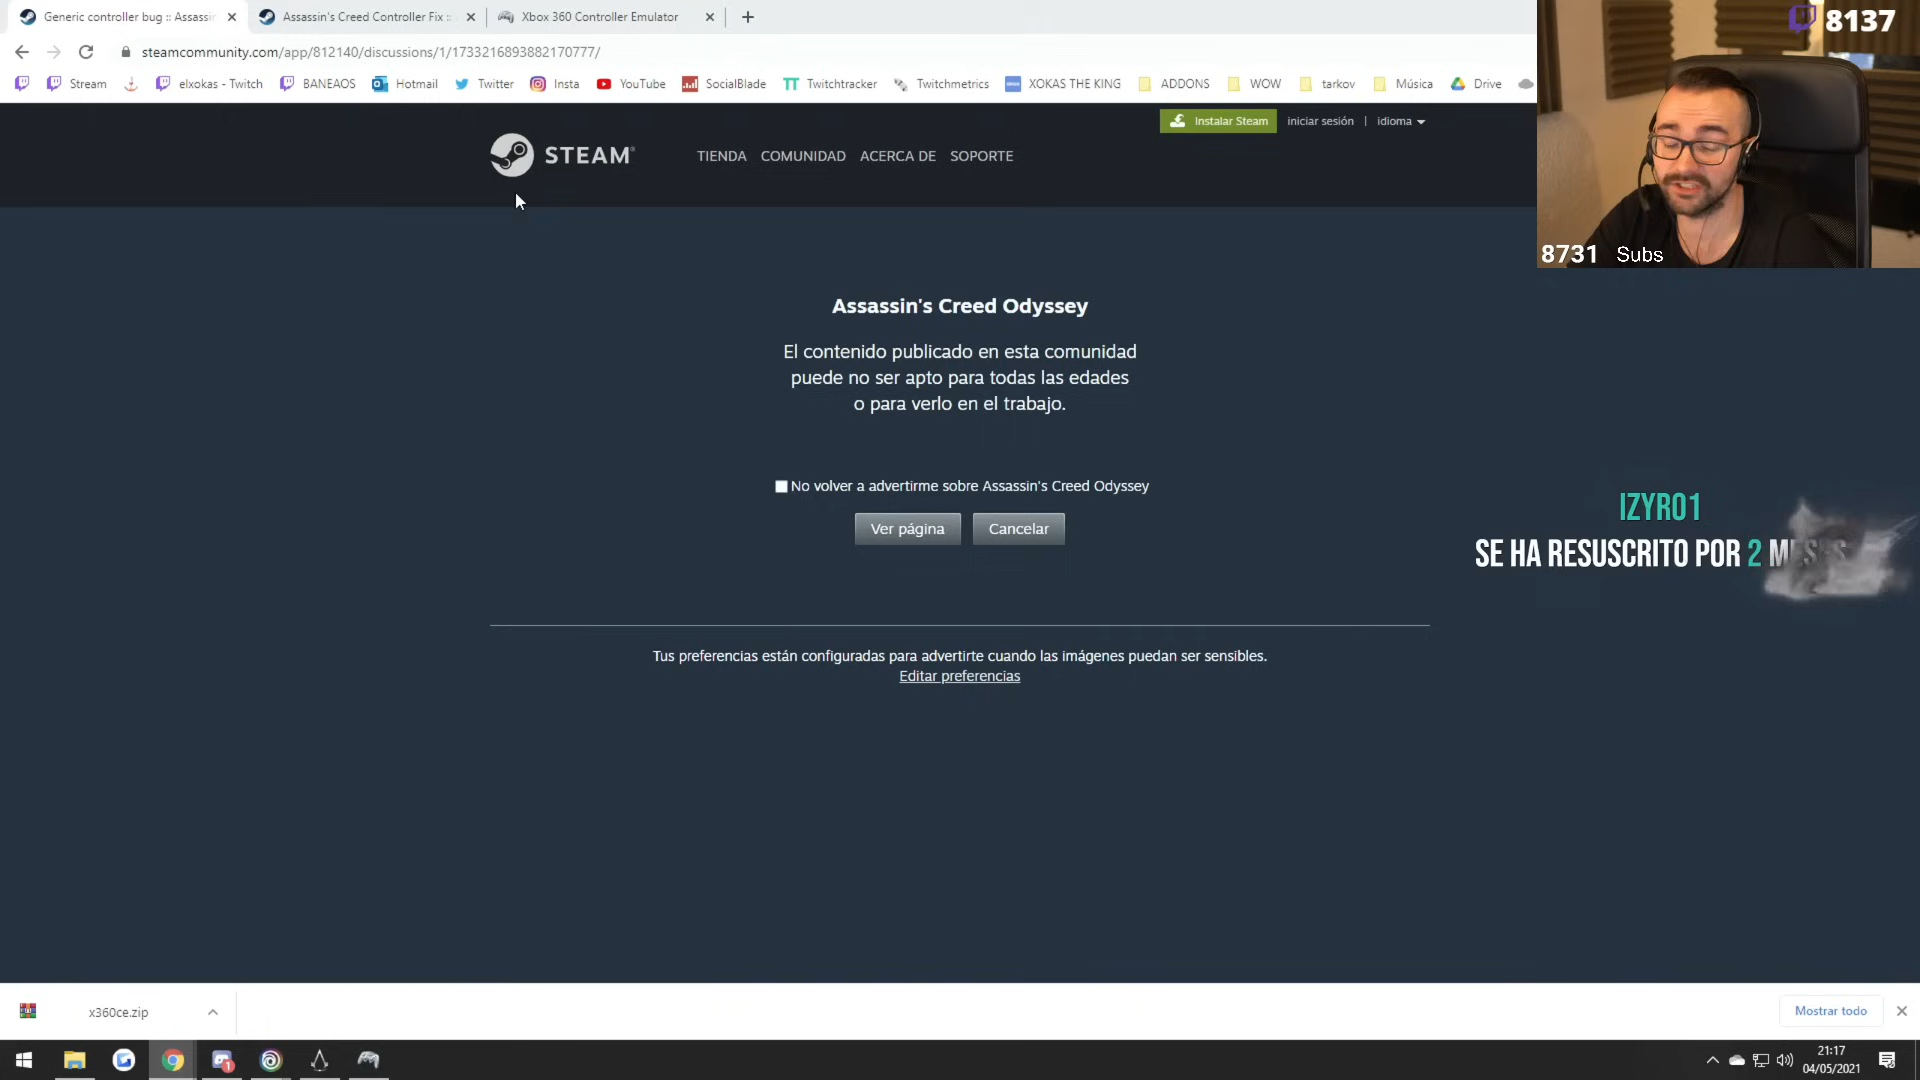 Generic controller bug :: Assassin
Assassin's Creed Controller Fix ::
Xbox 360 Controller Emulator
8137
steamcommunity.com/app/812140/discussions/1/1733216893882170777/
Stream
elxokas - Twitch
BANEAOS
Hotmail
Twitter
Insta
YouTube
SocialBlade
Twitchtracker
Twitchmetrics
XOKAS THE KING
ADDONS
WOW
tarkov
Música
Drive
Instalar Steam
iniciar sesión | idioma
STEAM®
TIENDA COMUNIDAD ACERCA DE SOPORTE
8731 Subs
Assassin's Creed Odyssey
El contenido publicado en esta comunidad
puede no ser apto para todas las edades
o para verlo en el trabajo.
No volver a advertirme sobre Assassin's Creed Odyssey
Ver página
Cancelar
IZYRO1
SE HA RESUSCRITO POR 2 MESES
Tus preferencias están configuradas para advertirte cuando las imágenes puedan ser sensibles.
Editar preferencias
x360ce.zip
Mostrar todo
1
21:17
04/05/2021